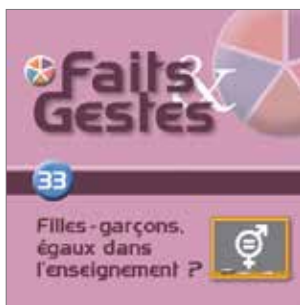 Faits &
Gestes
33
Filles-garçons,
égaux dans
l'enseignement ?